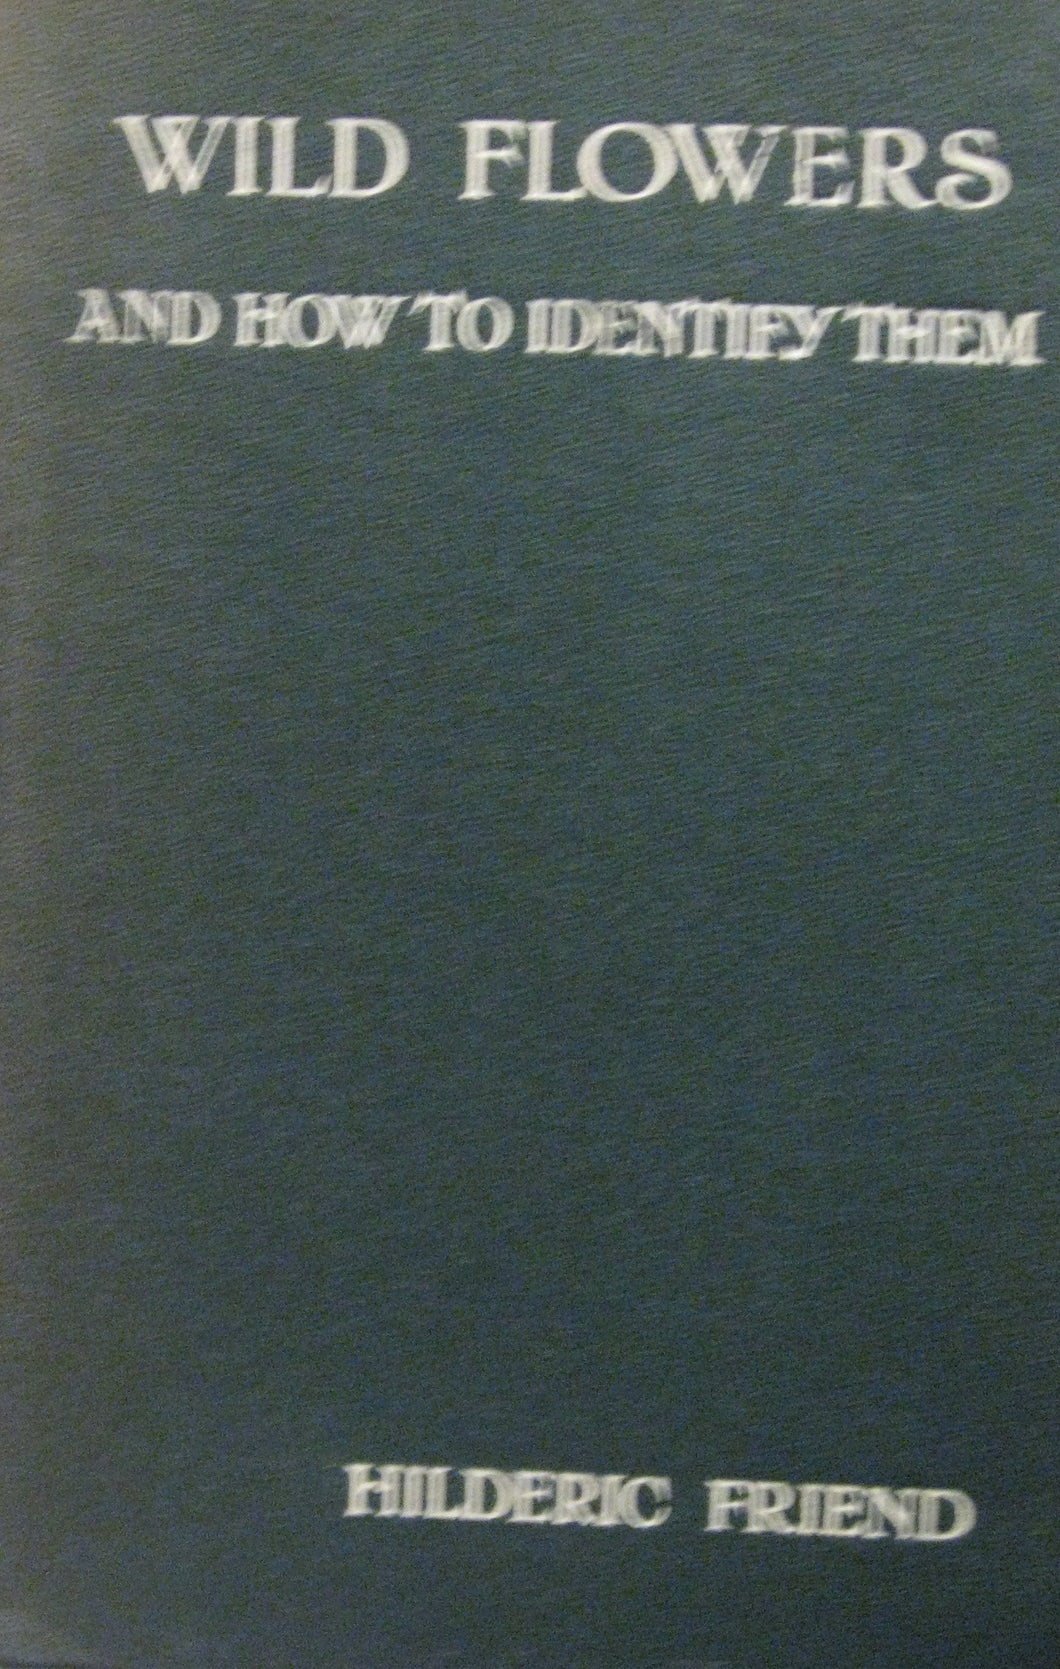 WILD FLOWERS
AND HOW TO IDENTIFY THEM
HILDERIC FRIEND